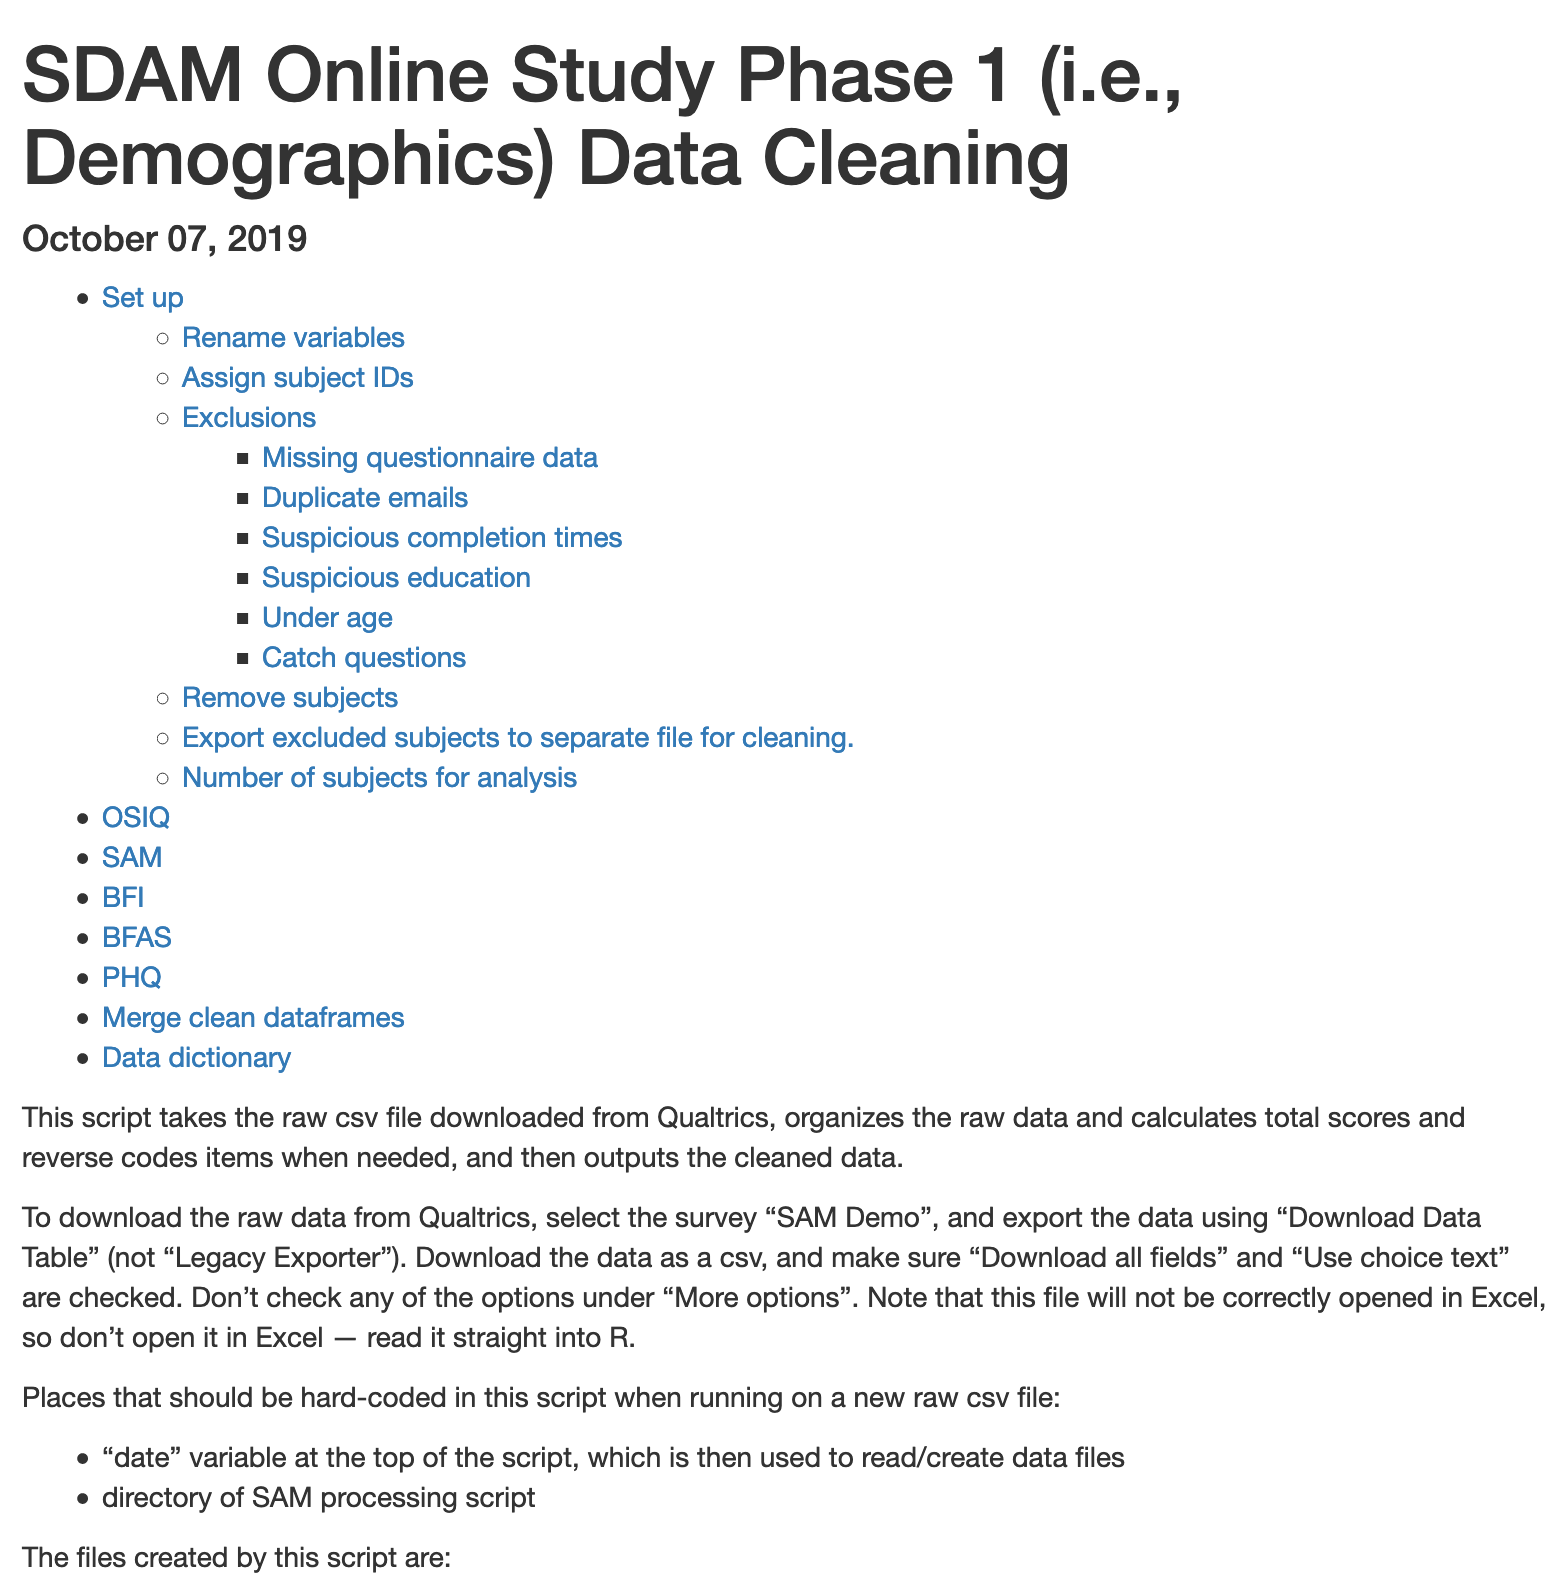 SDAM Online Study Phase 1 (i.e.,
Demographics) Data Cleaning
October 07, 2019
Set up
Rename variables
Assign subject IDs
Exclusions
Missing questionnaire data
Duplicate emails
Suspicious completion times
Suspicious education
Under age
Catch questions
Remove subjects
Export excluded subjects to separate file for cleaning.
Number of subjects for analysis
OSIQ
SAM
BFI
BFAS
PHQ
Merge clean dataframes
Data dictionary
This script takes the raw csv file downloaded from Qualtrics, organizes the raw data and calculates total scores and
reverse codes items when needed, and then outputs the cleaned data.
To download the raw data from Qualtrics, select the survey “SAM Demo”, and export the data using “Download Data
Table” (not “Legacy Exporter”). Download the data as a csv, and make sure “Download all fields” and “Use choice text”
are checked. Don’t check any of the options under “More options”. Note that this file will not be correctly opened in Excel,
so don’t open it in Excel — read it straight into R.
Places that should be hard-coded in this script when running on a new raw csv file:
“date” variable at the top of the script, which is then used to read/create data files
directory of SAM processing script
The files created by this script are: